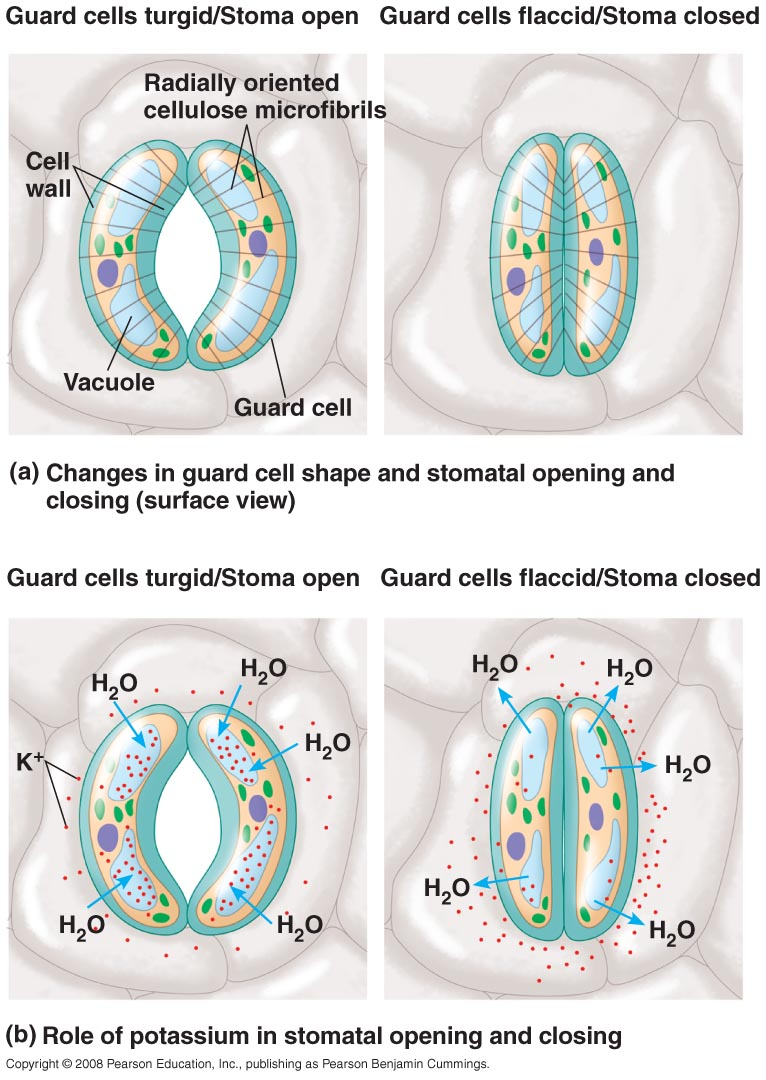 Guard cells turgid/Stoma open
Guard cells flaccid/Stoma closed
Radially oriented
cellulose microfibrils
Cell
wall
Vacuole
Guard cell
(a) Changes in guard cell shape and stomatal opening and
closing (surface view)
Guard cells turgid/Stoma open
Guard cells flaccid/Stoma closed
H₂O
H₂O
H₂O
K⁺
H₂O
H₂O
H₂O
H₂O
H₂O
H₂O
H₂O
(b) Role of potassium in stomatal opening and closing
Copyright © 2008 Pearson Education, Inc., publishing as Pearson Benjamin Cummings.